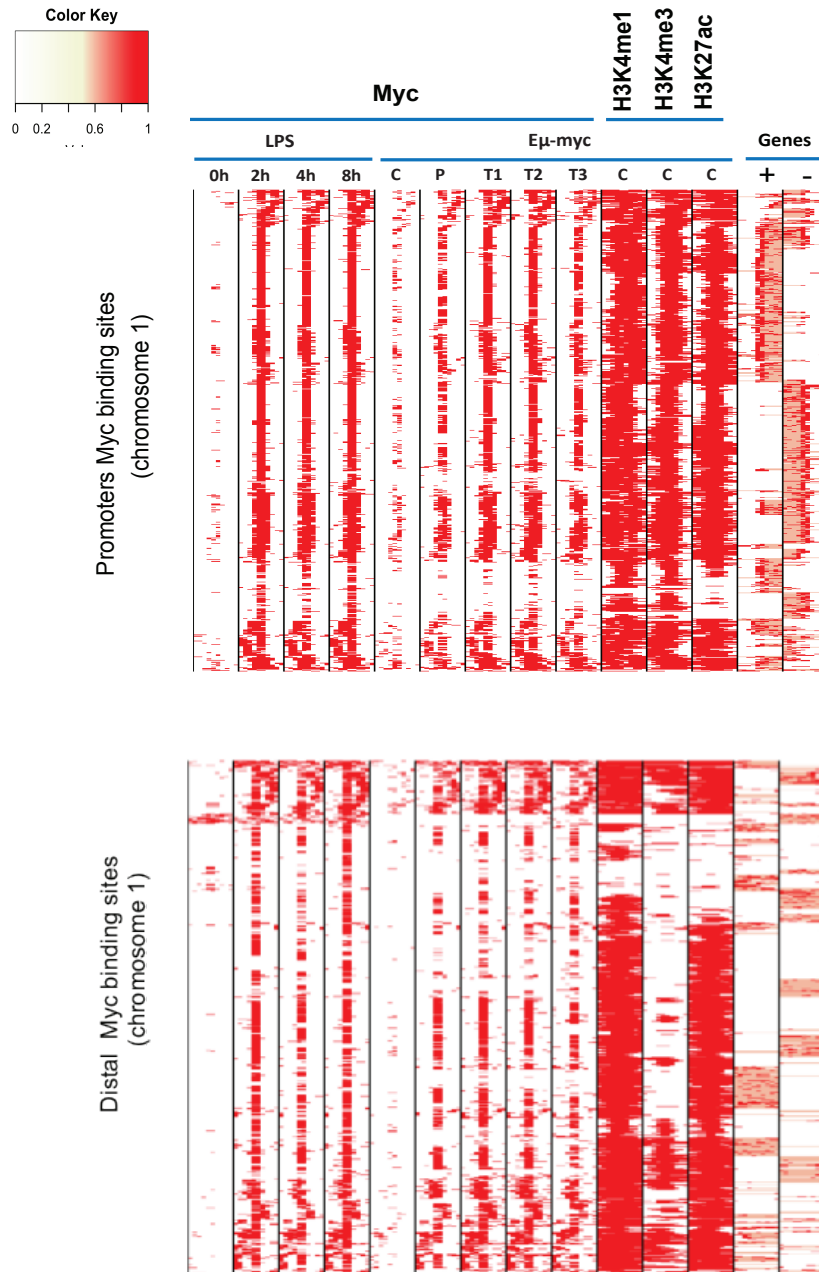 Color Key
0 0.2 0.6 1
H3K4me1
H3K4me3
H3K27ac
Myc
LPS Eµ-myc Genes
0h 2h 4h 8h C P T1 T2 T3 C C C + -
Promoters Myc binding sites
(chromosome 1)
Distal Myc binding sites
(chromosome 1)